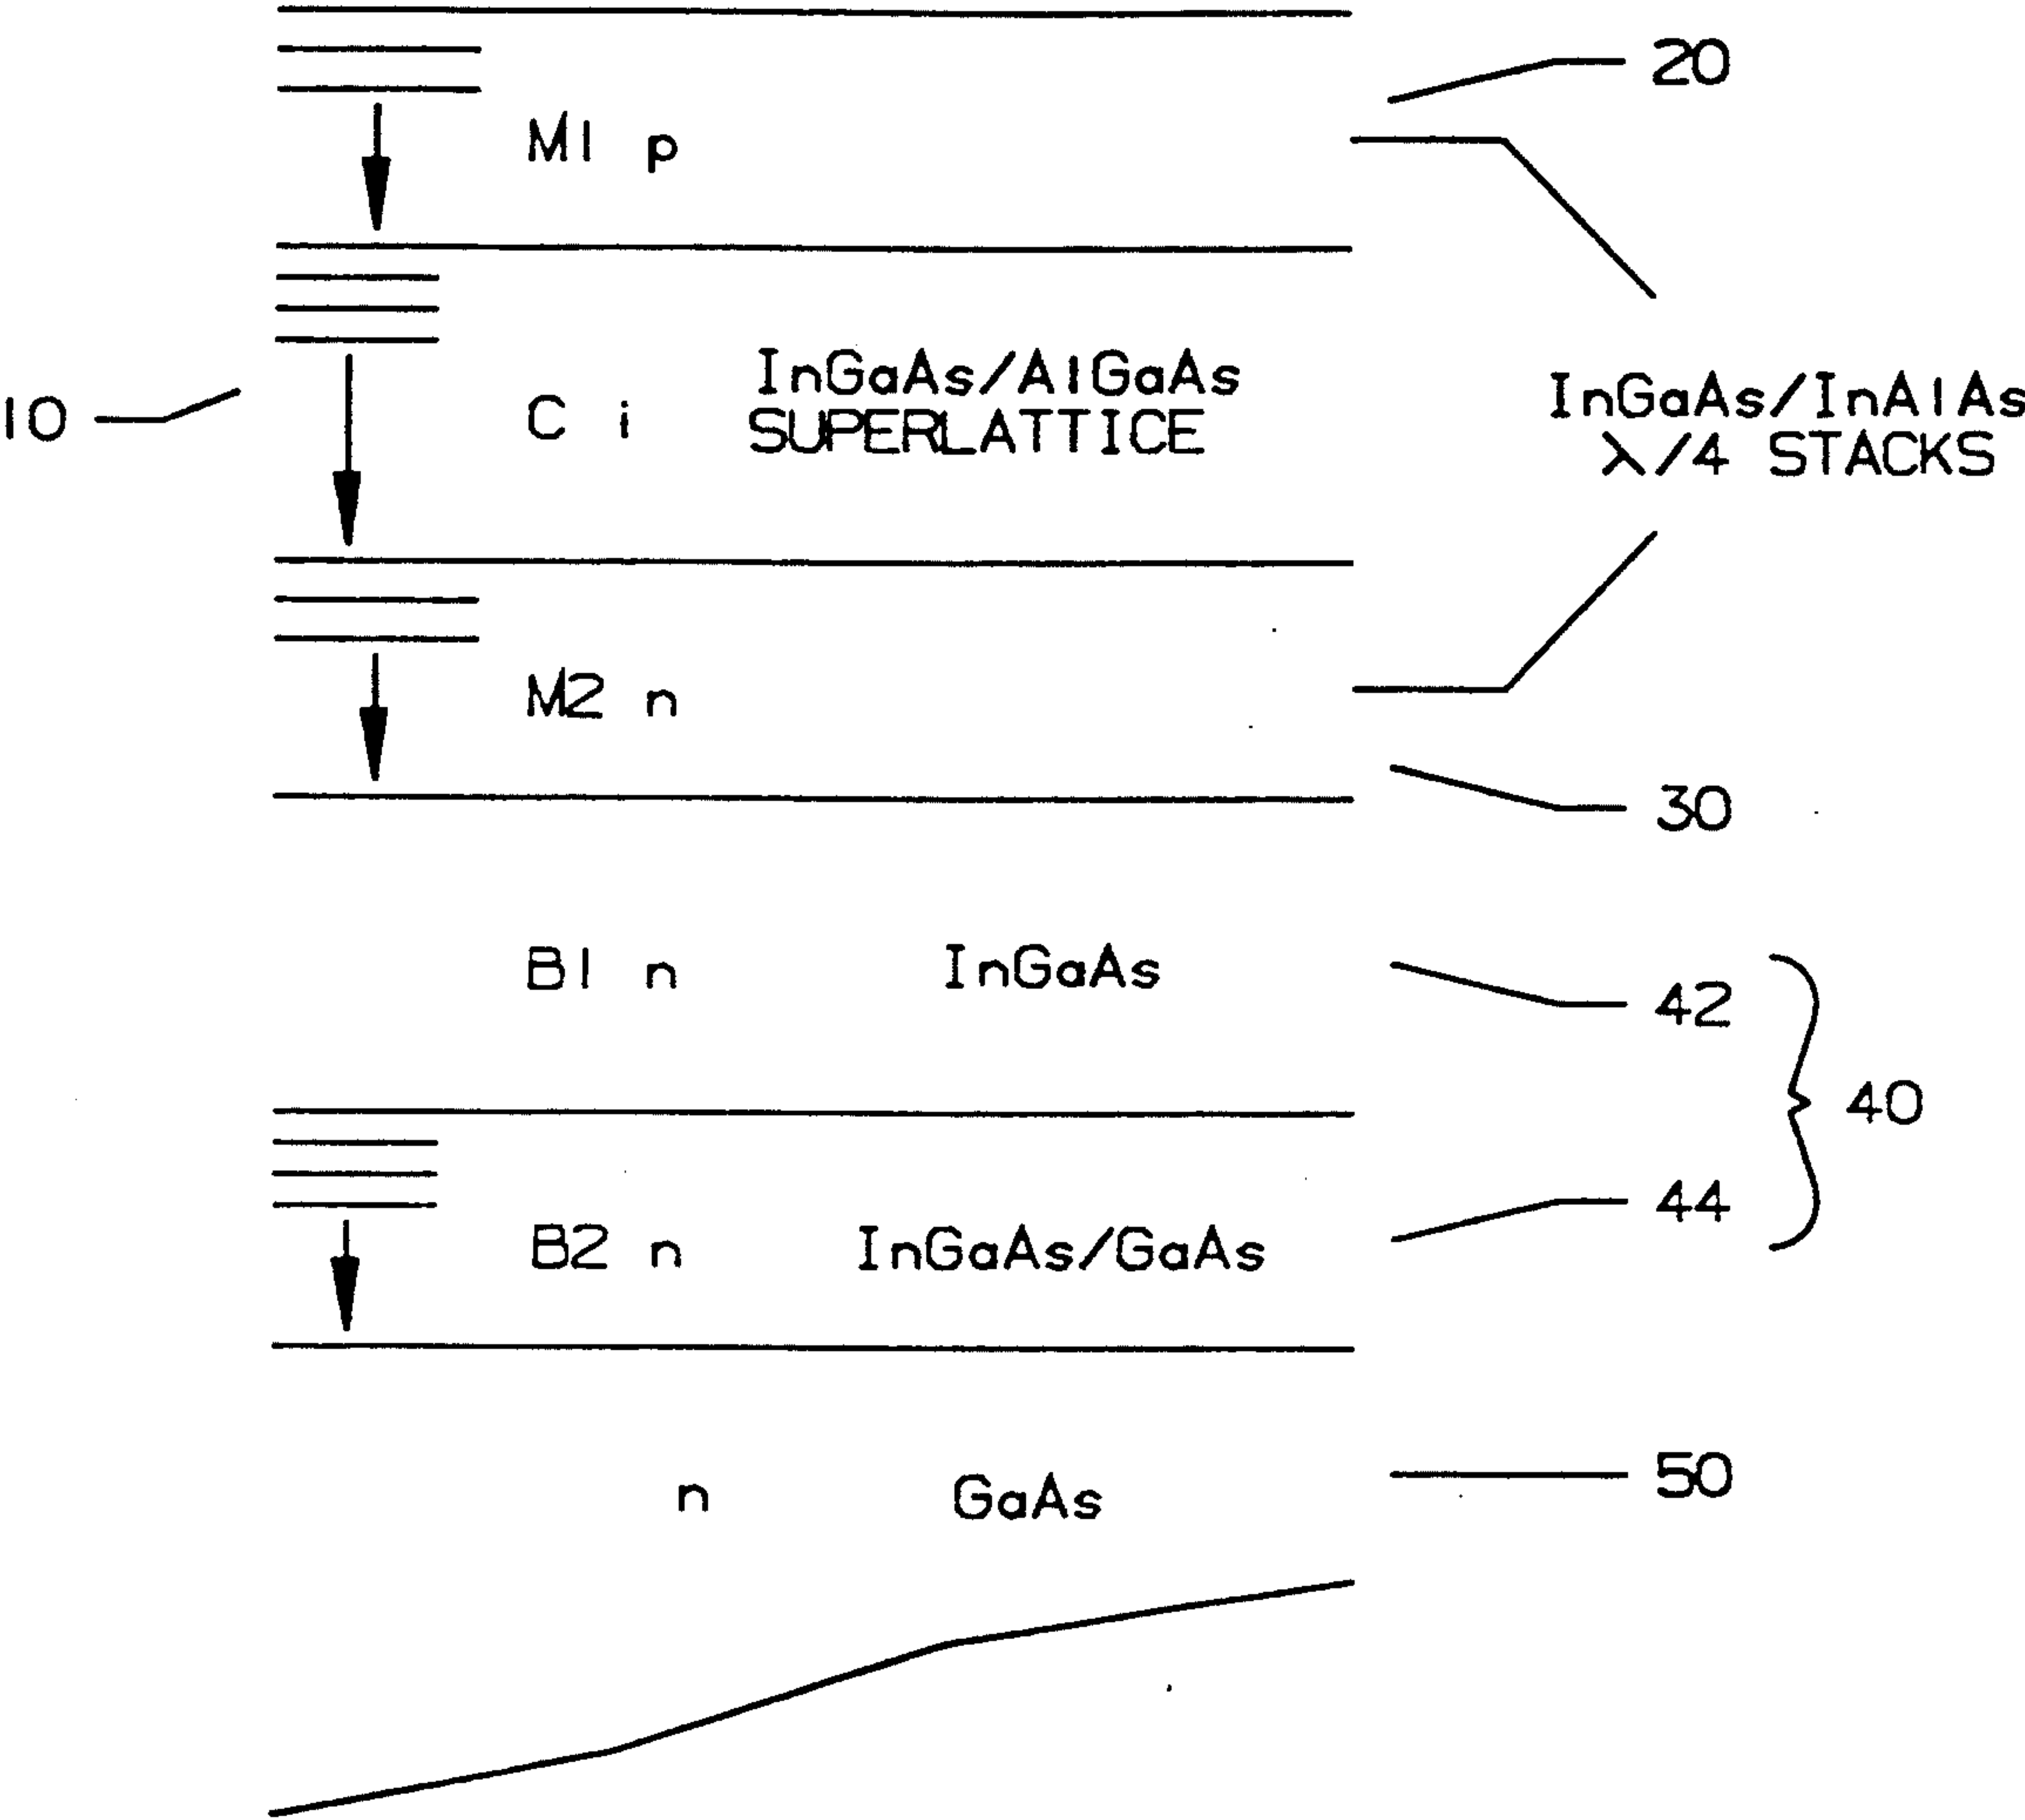 20
M1 p
10
C i
InGaAs/AlGaAs
SUPERLATTICE
InGaAs/InAlAs
λ/4 STACKS
M2 n
30
B1 n
InGaAs
42
40
44
B2 n
InGaAs/GaAs
n
GaAs
50